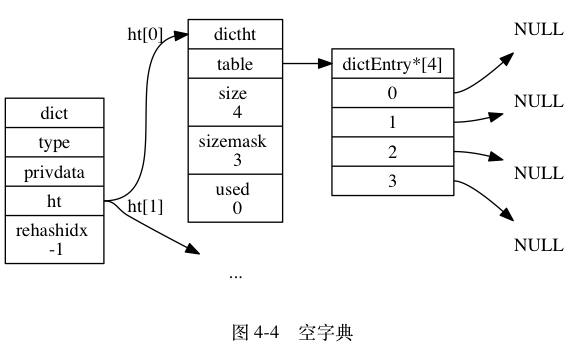 dict
type
privdata
ht
rehashidx
-1
ht[0]
ht[1]
dictht
table
size
4
sizemask
3
used
0
...
dictEntry*[4]
0
1
2
3
NULL
NULL
NULL
NULL
图 4-4 空字典